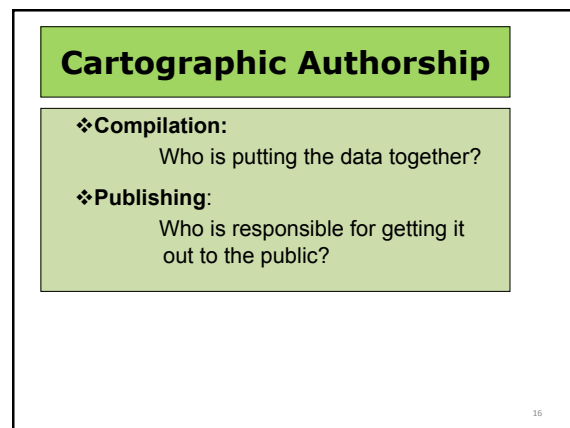 Cartographic Authorship
❖Compilation:
Who is putting the data together?
❖Publishing:
Who is responsible for getting it
out to the public?
16